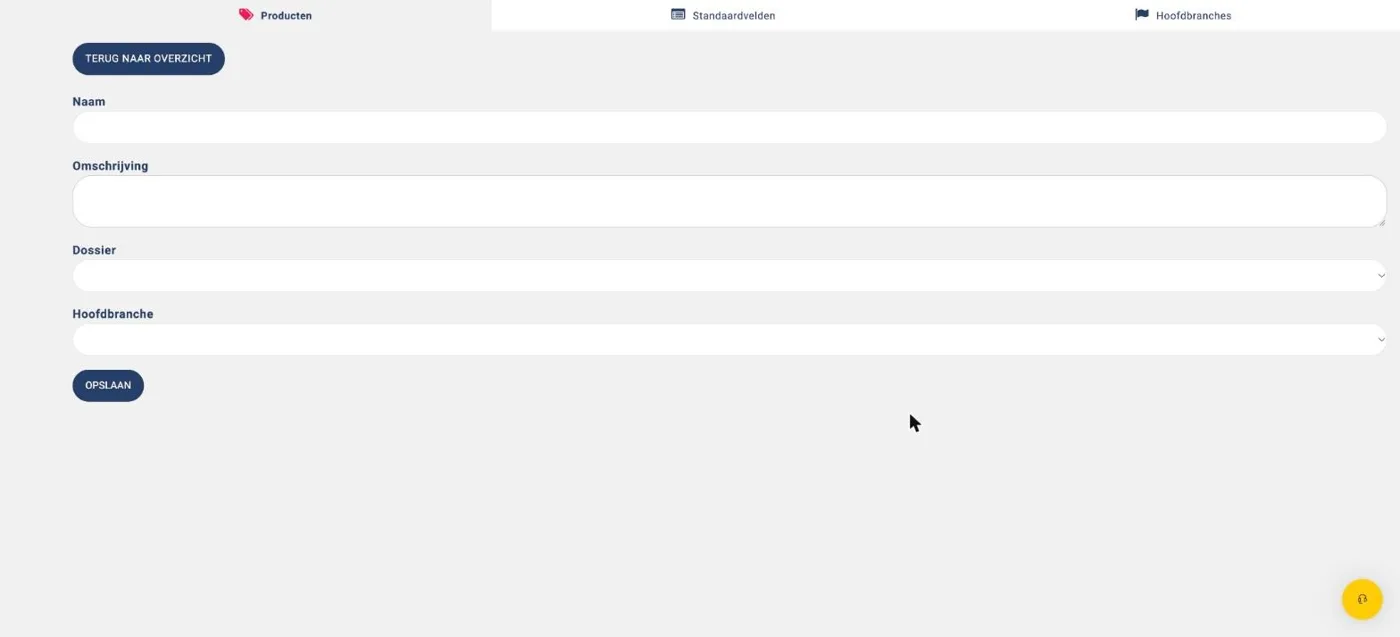 Producten
Standaardvelden
Hoofdbranches
TERUG NAAR OVERZICHT
Naam
Omschrijving
Dossier
Hoofdbranche
OPSLAAN